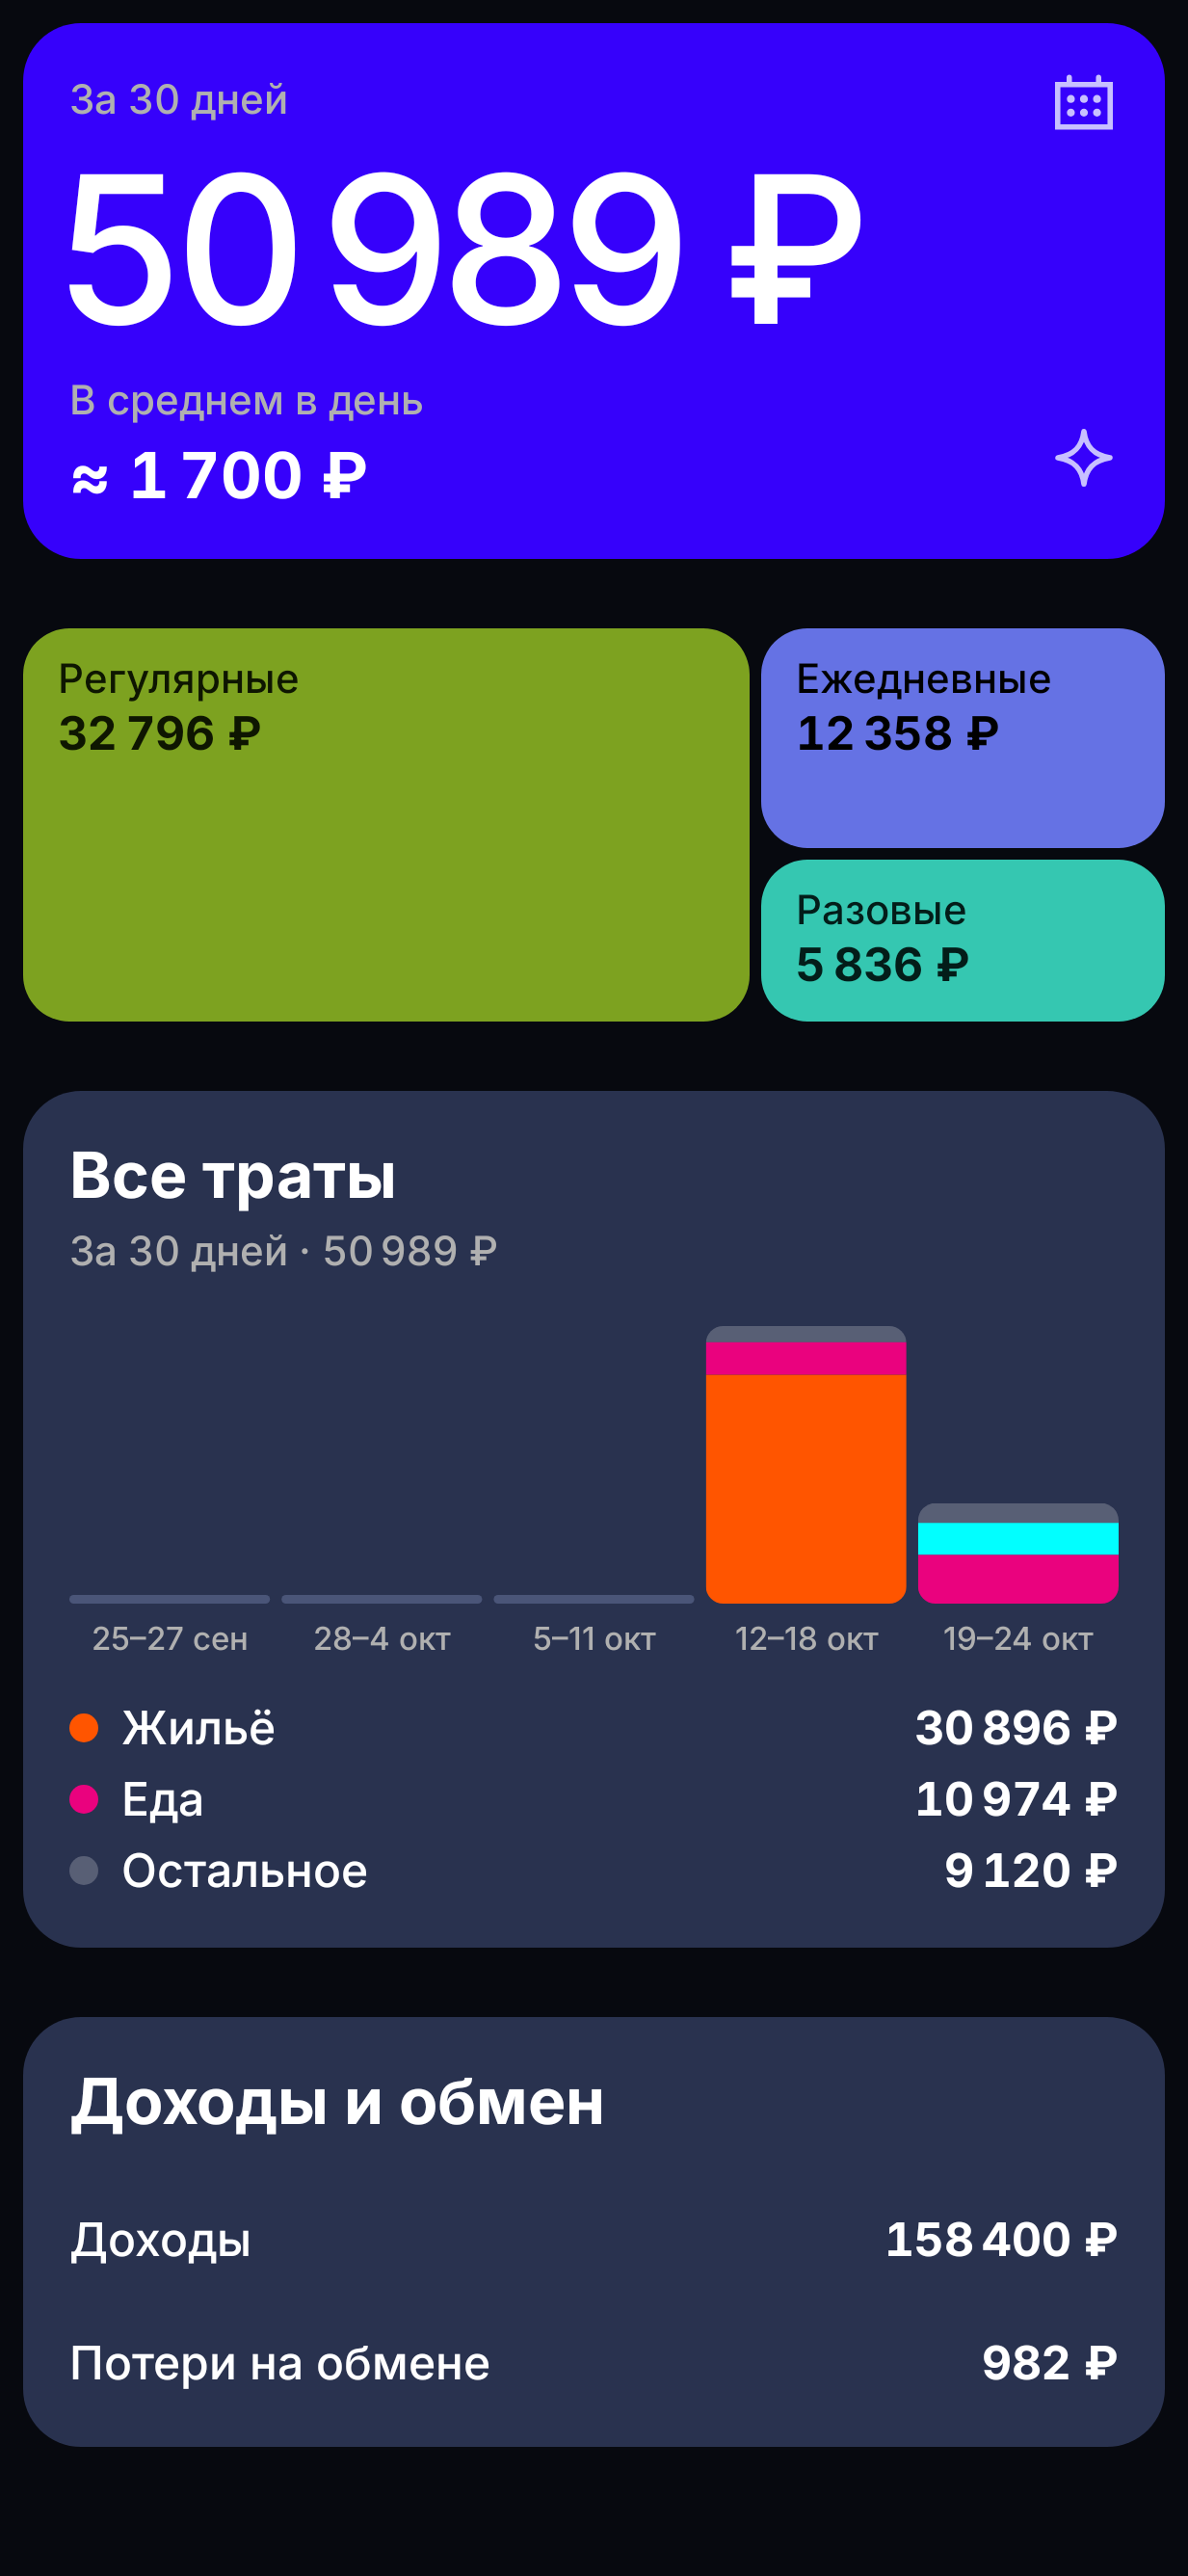 За 30 дней
50 989 ₽
В среднем в день
≈ 1 700 ₽
Регулярные
32 796 ₽
Ежедневные
12 358 ₽
Разовые
5 836 ₽
Все траты
За 30 дней · 50 989 ₽
25–27 сен 28–4 окт 5–11 окт 12–18 окт 19–24 окт
Жильё 30 896 ₽
Еда 10 974 ₽
Остальное 9 120 ₽
Доходы и обмен
Доходы 158 400 ₽
Потери на обмене 982 ₽